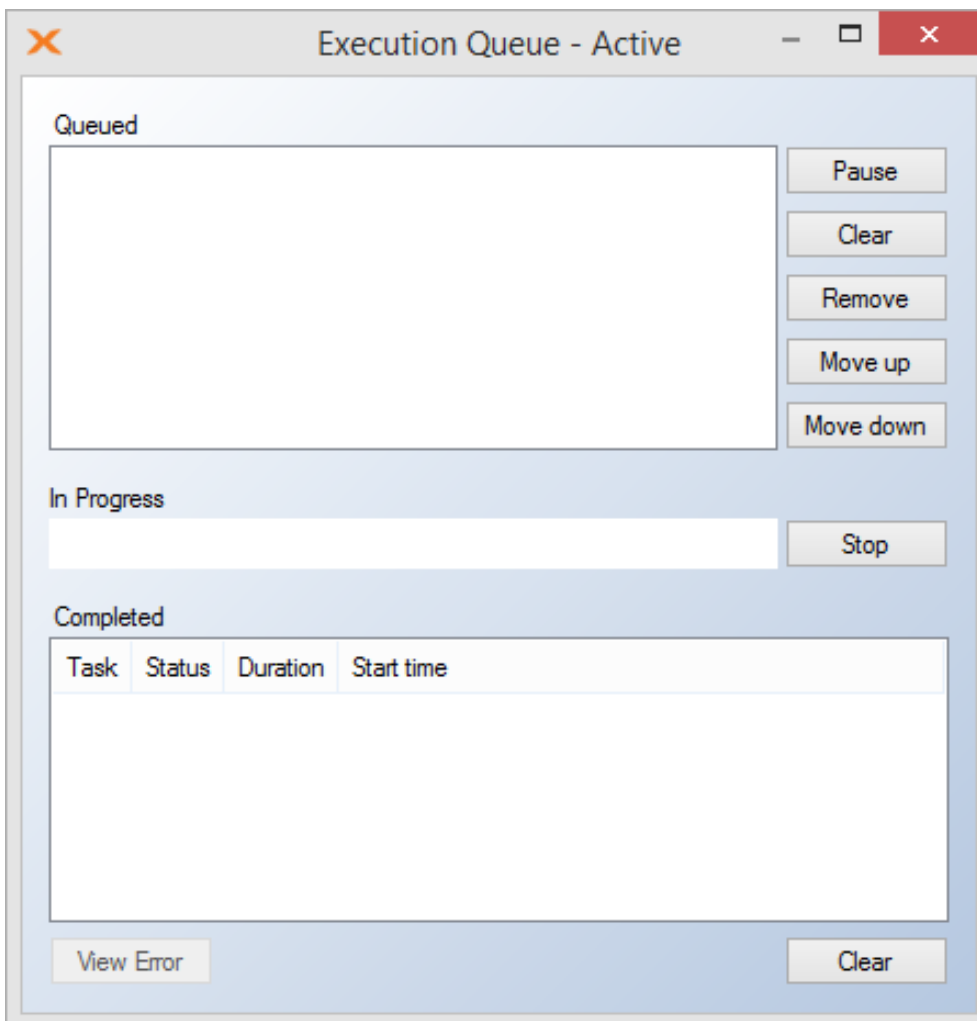 Execution Queue - Active
Queued
Pause
Clear
Remove
Move up
Move down
In Progress
Stop
Completed
Task Status Duration Start time
View Error Clear